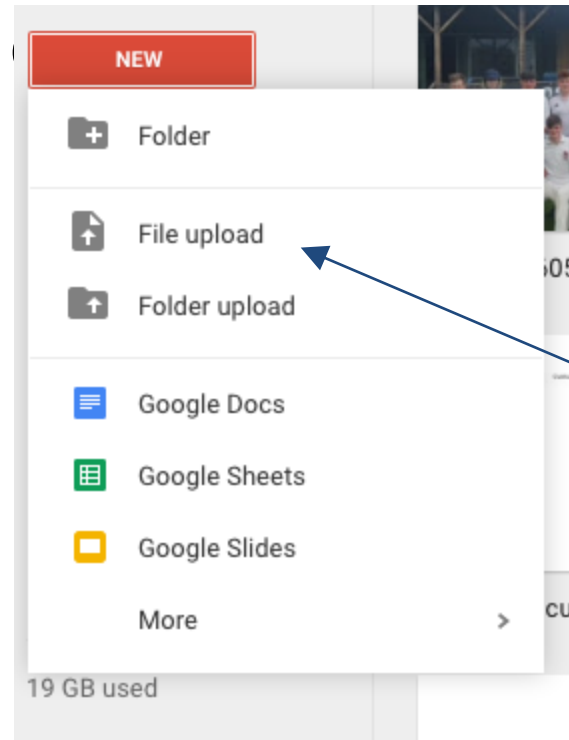 NEW
Folder
File upload
Folder upload
Google Docs
Google Sheets
Google Slides
More
19 GB used